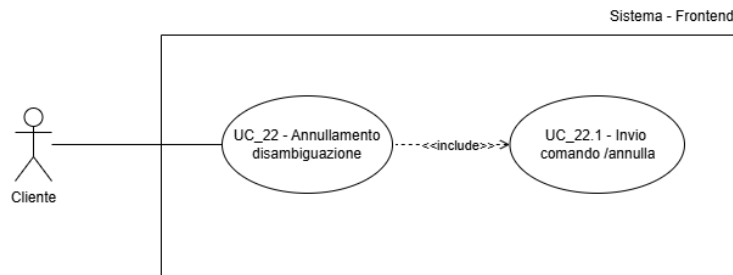 Sistema - Frontend
UC_22 - Annullamento
disambiguazione
<<include>>
UC_22.1 - Invio
comando /annulla
Cliente